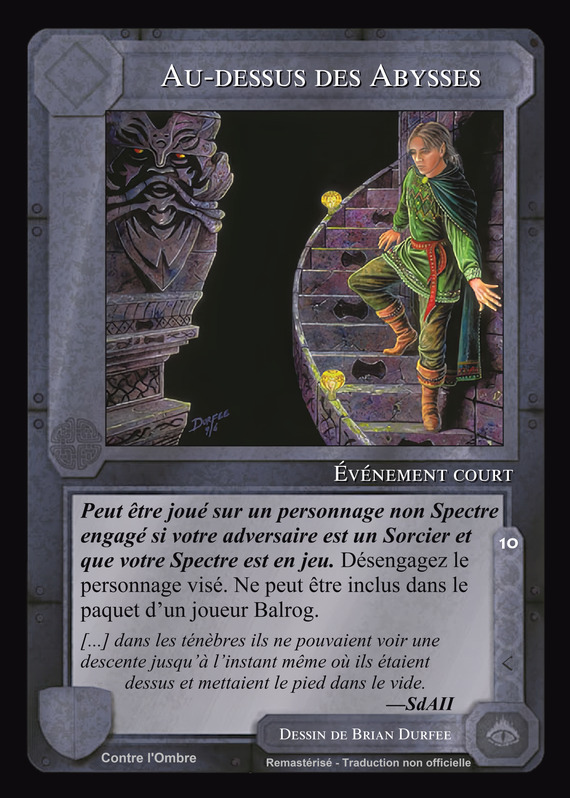 Au-dessus des Abysses
Durfee
Événement court
Peut être joué sur un personnage non Spectre
engagé si votre adversaire est un Sorcier et
que votre Spectre est en jeu. Désengagez le
personnage visé. Ne peut être inclus dans le
paquet d'un joueur Balrog.
10
[...] dans les ténèbres ils ne pouvaient voir une
descente jusqu'à l'instant même où ils étaient
dessus et mettaient le pied dans le vide.
—SdAII
Dessin de Brian Durfee
Contre l'Ombre
Remastérisé - Traduction non officielle